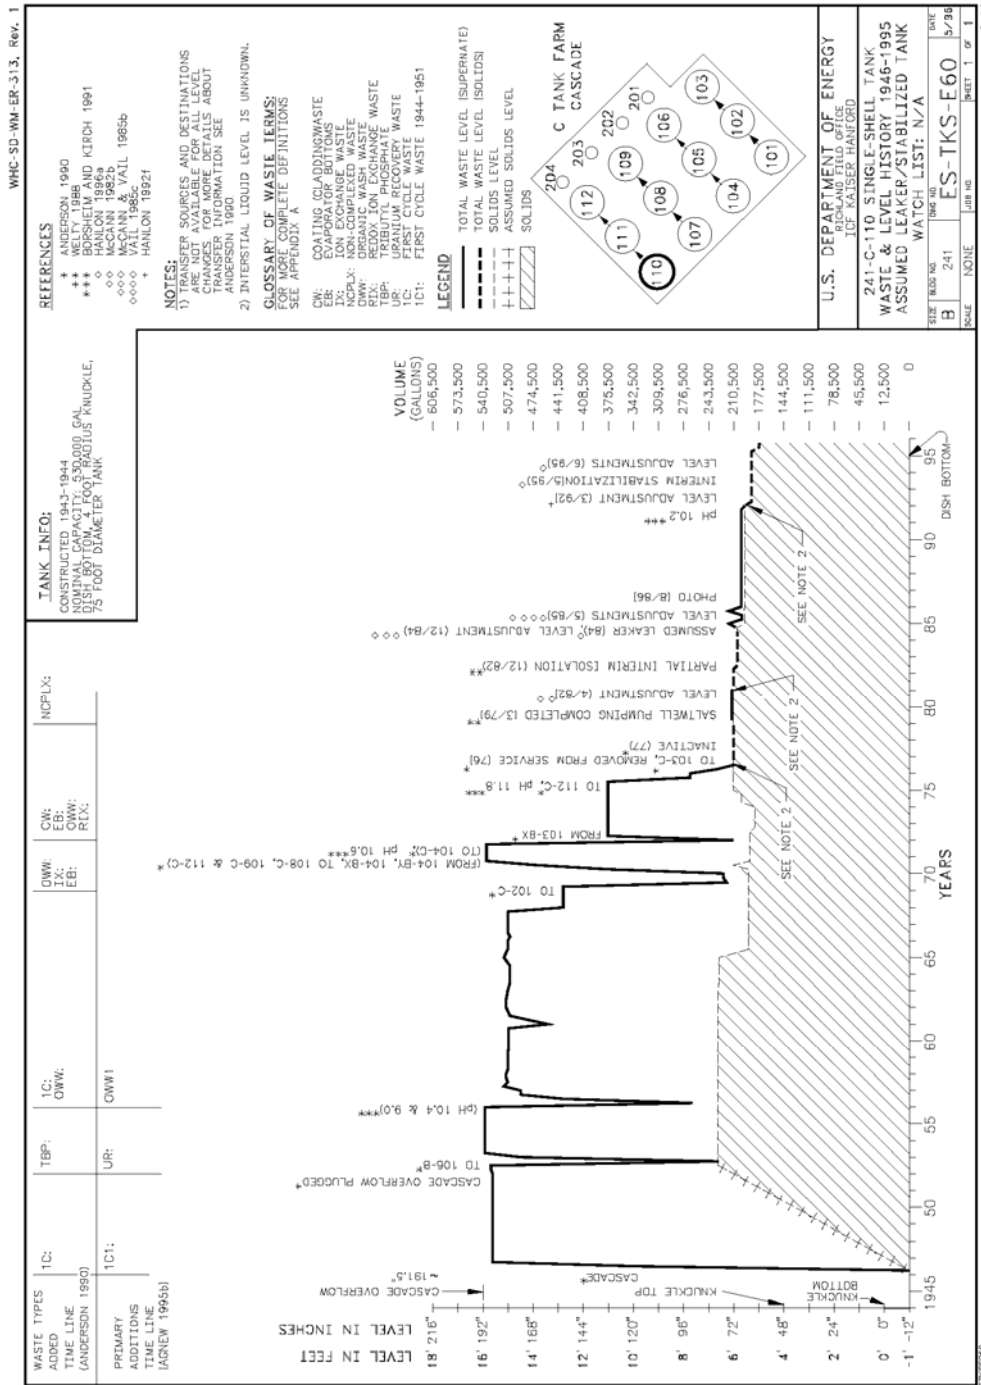 WHC-SD-WM-ER-313, Rev. 1
WASTE TYPES
ADDED
TIME LINE
(ANDERSON 1990)
1C:
TBP:
1C:
OWW:
OWW:
IX:
EB:
CW:
EB:
OWW:
RIX:
NCPLX:
PRIMARY
ADDITIONS
TIME LINE
(AGNEW 1995b)
1C1:
UR:
OWW1
TANK INFO:
CONSTRUCTED 1943-1944
NOMINAL CAPACITY: 530,000 GAL
DISH BOTTOM, 4 FOOT RADIUS KNUCKLE,
75 FOOT DIAMETER TANK
REFERENCES
* ANDERSON 1990
** WELTY 1988
*** BORSHEIM AND KIRCH 1991
HANLON 1996a
◇ McCANN 1982b
◇◇ McCANN & VAIL 1985b
◇◇◇◇ VAIL 1985c
+ HANLON 1992f
NOTES:
1) TRANSFER SOURCES AND DESTINATIONS
ARE NOT AVAILABLE FOR ALL LEVEL
CHANGES, FOR MORE DETAILS ABOUT
TRANSFER INFORMATION SEE
ANDERSON 1990
2) INTERSTIAL LIQUID LEVEL IS UNKNOWN.
GLOSSARY OF WASTE TERMS:
FOR MORE COMPLETE DEFINITIONS
SEE APPENDIX A
CW: COATING (CLADDING)WASTE
EB: EVAPORATOR BOTTOMS
IX: ION EXCHANGE WASTE
NCPLX: NON-COMPLEXED WASTE
OWW: ORGANIC WASH WASTE
RIX: REDOX ION EXCHANGE WASTE
TBP: TRIBUTYL PHOSPHATE
UR: URANIUM RECOVERY WASTE
1C: FIRST CYCLE WASTE
1C1: FIRST CYCLE WASTE 1944-1951
LEGEND
TOTAL WASTE LEVEL (SUPERNATE)
TOTAL WASTE LEVEL (SOLIDS)
SOLIDS LEVEL
ASSUMED SOLIDS LEVEL
SOLIDS
C TANK FARM
CASCADE
204
203
202
201
112
109
106
103
111
108
105
102
110
107
104
101
U.S. DEPARTMENT OF ENERGY
RICHLAND FIELD OFFICE
ICF KAISER HANFORD
241-C-110 SINGLE-SHELL TANK
WASTE & LEVEL HISTORY 1946-1995
ASSUMED LEAKER/STABILIZED TANK
WATCH LIST: N/A
SIZE B
BLDG NO. 241
DWG NO. ES-TKS-E60
DATE 5/96
SCALE NONE
JOB NO.
SHEET 1 OF 1
LEVEL IN FEET
LEVEL IN INCHES
18' 216"
16' 192"
14' 168"
12' 144"
10' 120"
8' 96"
6' 72"
4' 48"
2' 24"
0' 0"
-1' -12"
VOLUME
(GALLONS)
606,500
573,500
540,500
507,500
474,500
441,500
408,500
375,500
342,500
309,500
276,500
243,500
210,500
177,500
144,500
111,500
78,500
45,500
12,500
0
~ 191.5"
CASCADE OVERFLOW
CASCADE*
KNUCKLE TOP
KNUCKLE
BOTTOM
CASCADE OVERFLOW PLUGGED*
TO 106-B*
(pH 10.4 & 9.0)***
TO 102-C*
(FROM 104-BY, 104-BX; TO 108-C, 109-C & 112-C)*
(TO 104-C)*, pH 10.6***
FROM 103-BX*
TO 112-C*, pH 11.8***
TO 103-C, REMOVED FROM SERVICE (76)*
INACTIVE (77)*
SALTWELL PUMPING COMPLETED (3/79)**
LEVEL ADJUSTMENT (4/82)◇◇
PARTIAL INTERIM ISOLATION (12/82)**
ASSUMED LEAKER (84)◇, LEVEL ADJUSTMENT (12/84)◇◇◇
LEVEL ADJUSTMENTS (5/85)◇◇◇◇
PHOTO (8/86)
pH 10.2***
LEVEL ADJUSTMENT (3/92)+
INTERIM STABILIZATION(5/95)◇
LEVEL ADJUSTMENTS (6/95)◇
SEE NOTE 2
SEE NOTE 2
SEE NOTE 2
DISH BOTTOM
1945
50
55
60
65
70
75
80
85
90
95
YEARS